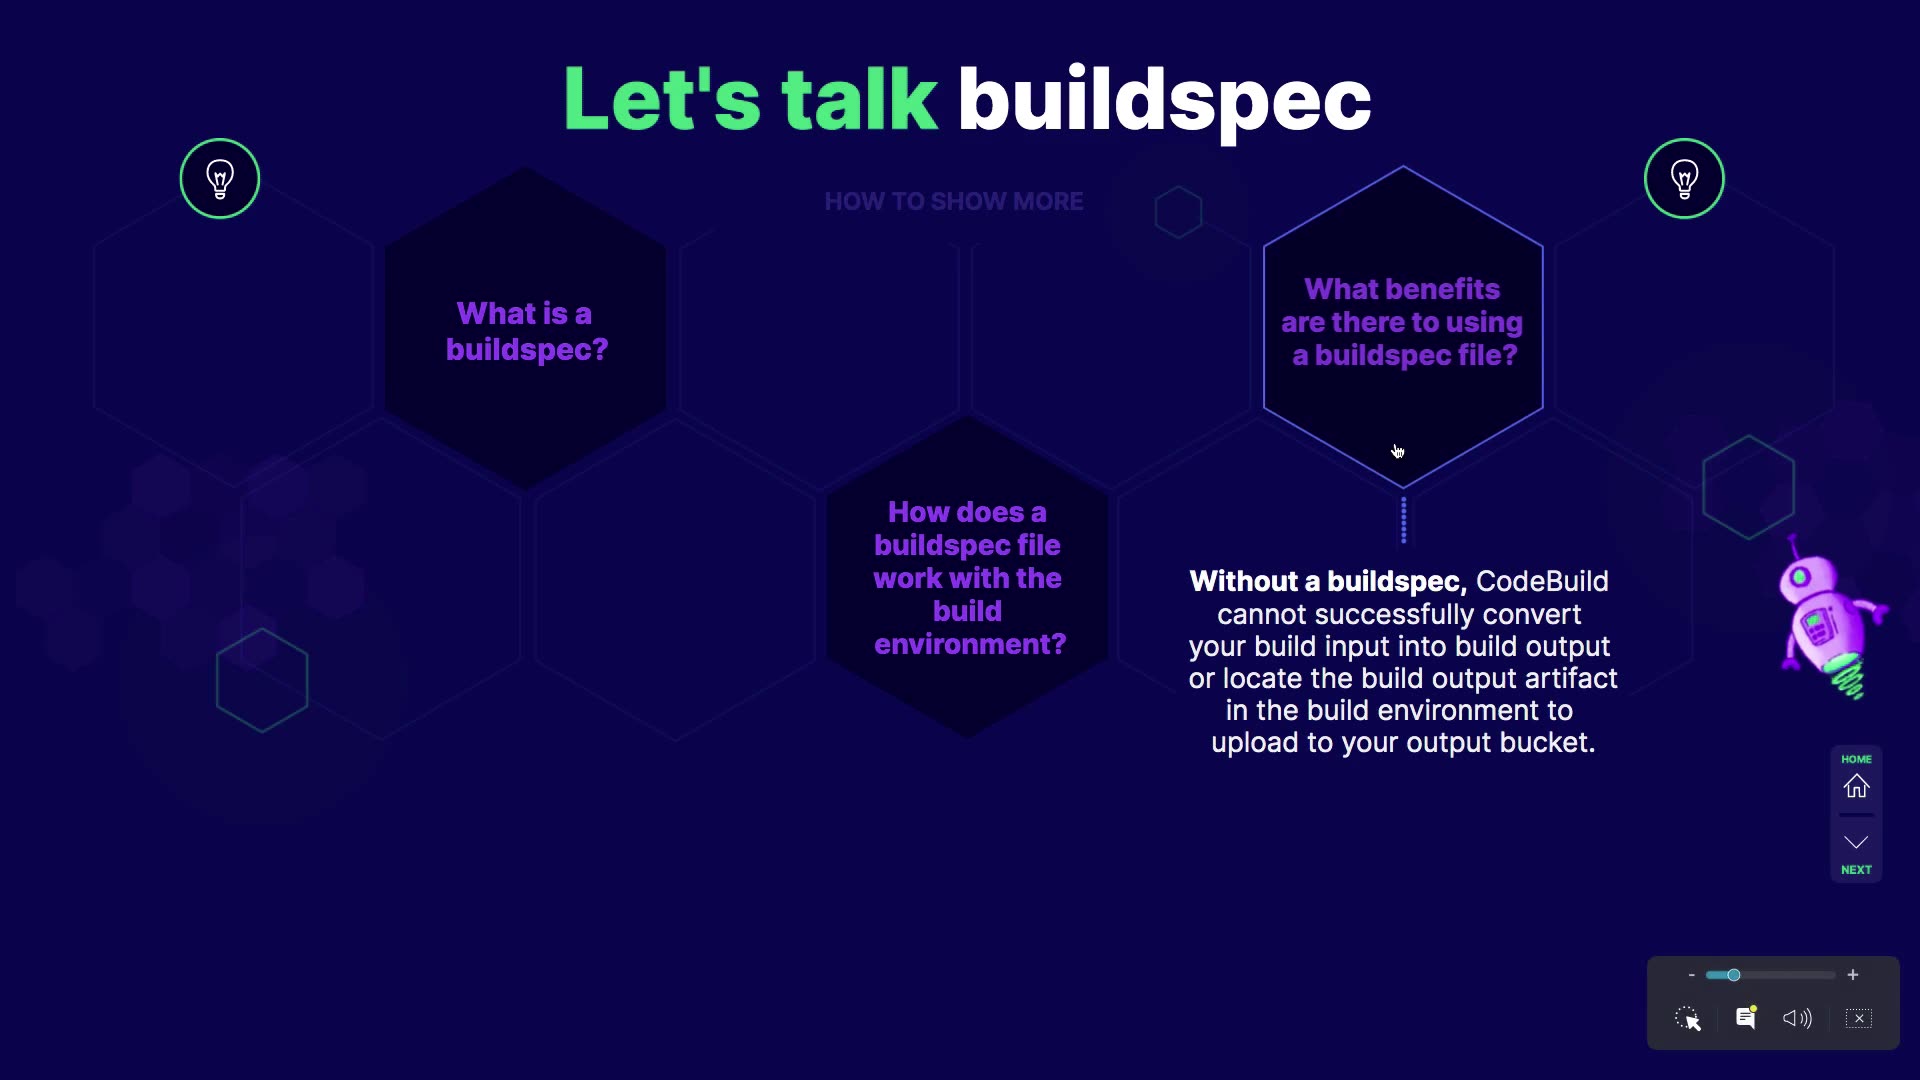 Let's talk buildspec
HOW TO SHOW MORE
What is a
buildspec?
How does a
buildspec file
work with the
build
environment?
What benefits
are there to using
a buildspec file?
Without a buildspec, CodeBuild
cannot successfully convert
your build input into build output
or locate the build output artifact
in the build environment to
upload to your output bucket.
HOME
NEXT
- +